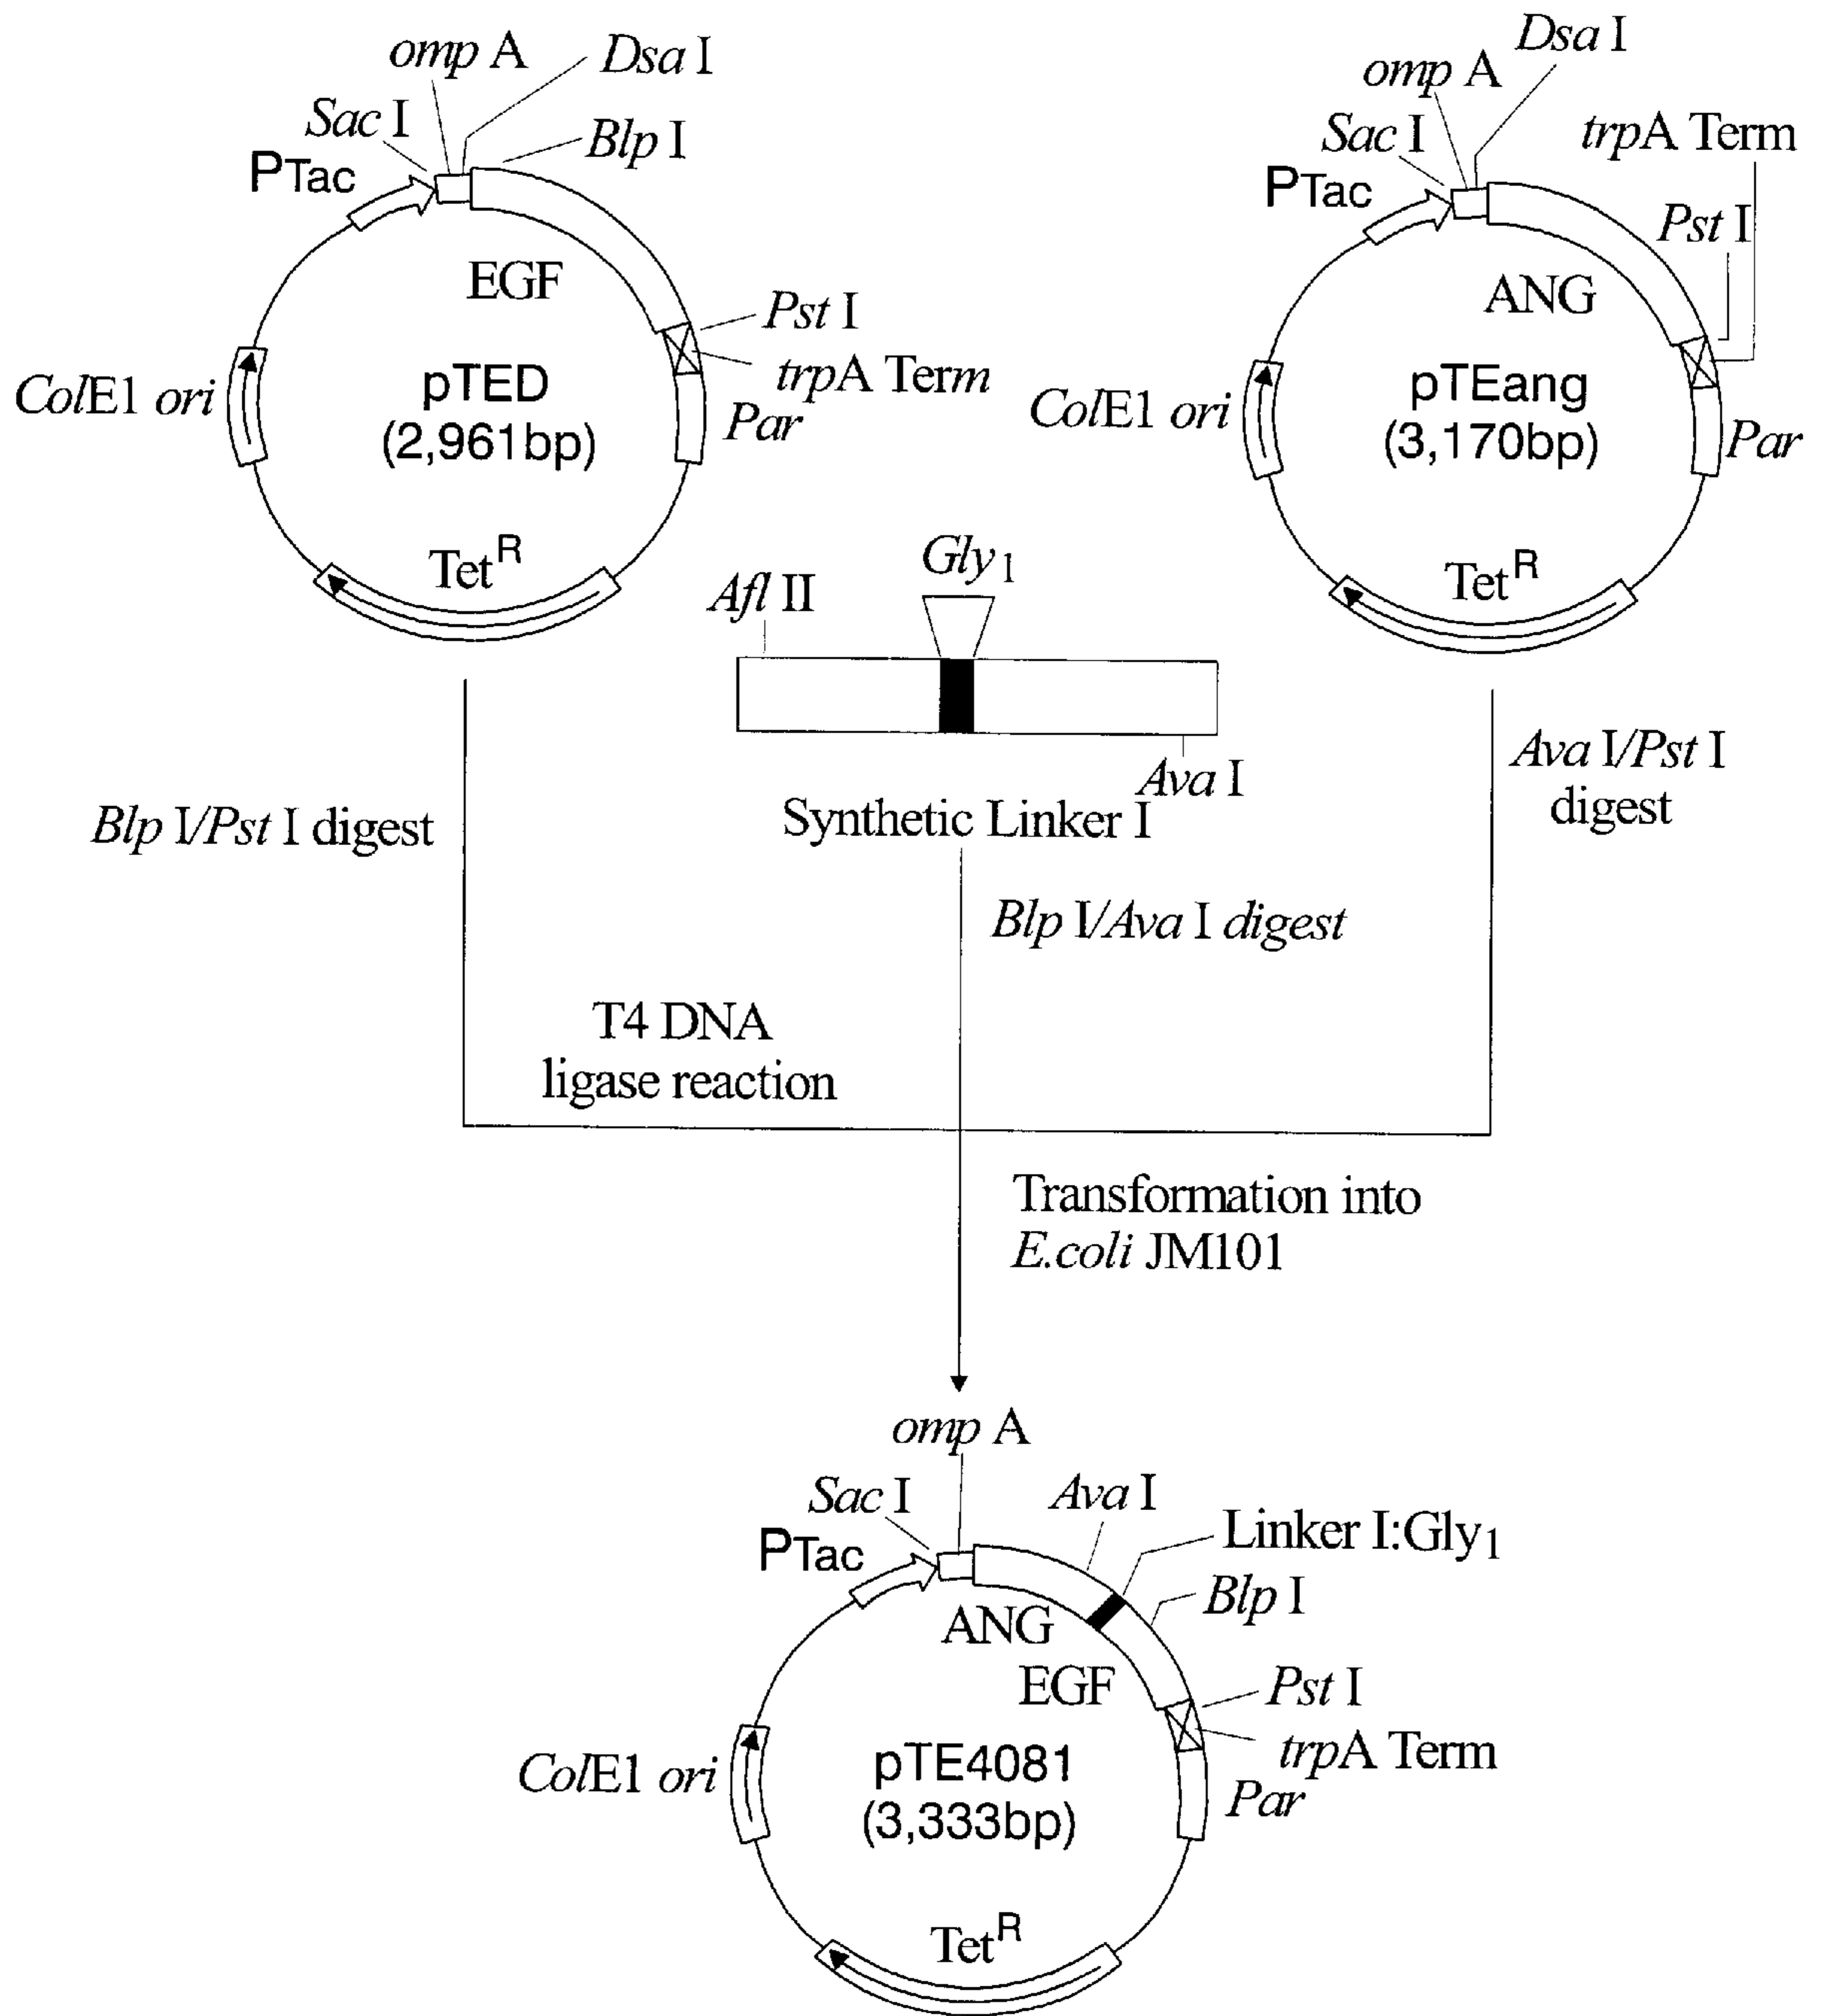 omp A
Dsa I
Sac I
Blp I
PTac
EGF
Pst I
trpA Term
ColE1 ori
pTED
(2,961bp)
Par
Tet R
Dsa I
omp A
Sac I
trpA Term
PTac
Pst I
ANG
ColE1 ori
pTEang
(3,170bp)
Par
Tet R
Gly1
Afl II
Ava I
Synthetic Linker I
Blp I/Pst I digest
Ava I/Pst I
digest
Blp I/Ava I digest
T4 DNA
ligase reaction
Transformation into
E.coli JM101
omp A
Sac I
Ava I
Linker I:Gly1
PTac
Blp I
ANG
EGF
Pst I
trpA Term
ColE1 ori
pTE4081
(3,333bp)
Par
Tet R